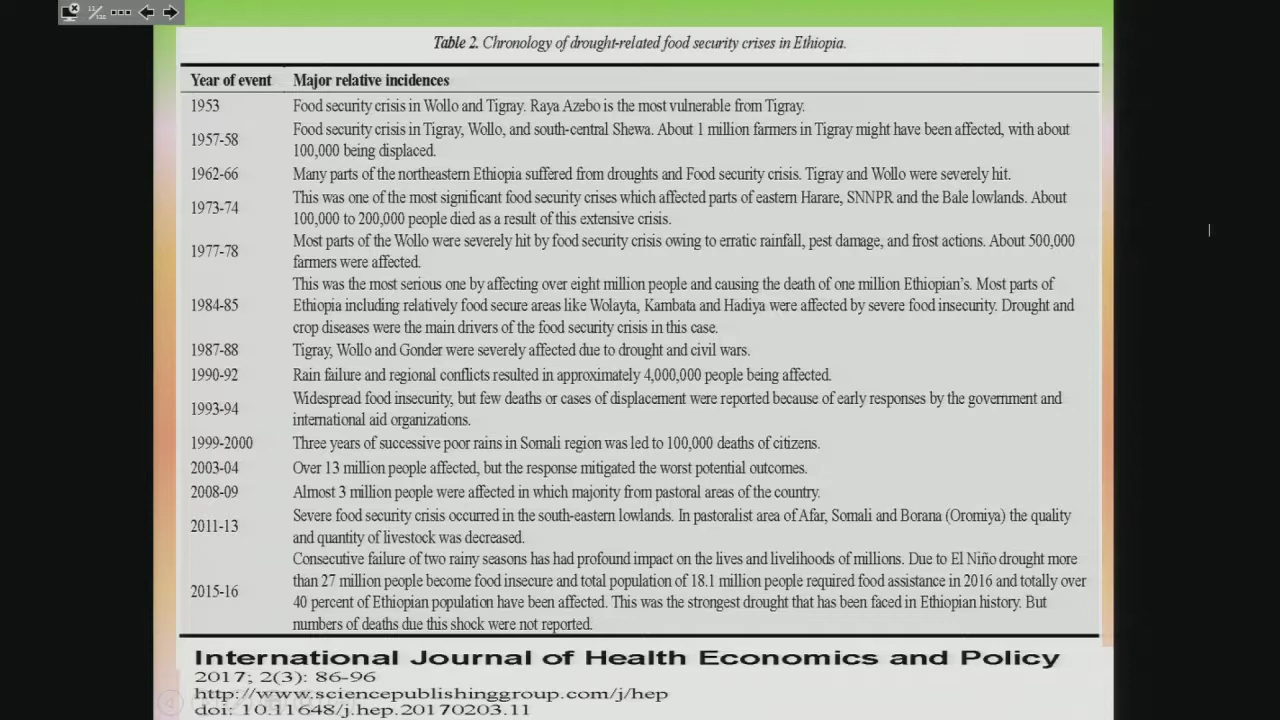 11/
Table 2. Chronology of drought-related food security crises in Ethiopia.
Year of event Major relative incidences
1953 Food security crisis in Wollo and Tigray. Raya Azebo is the most vulnerable from Tigray.
1957-58 Food security crisis in Tigray, Wollo, and south-central Shewa. About 1 million farmers in Tigray might have been affected, with about
100,000 being displaced.
1962-66 Many parts of the northeastern Ethiopia suffered from droughts and Food security crisis. Tigray and Wollo were severely hit.
1973-74 This was one of the most significant food security crises which affected parts of eastern Harare, SNNPR and the Bale lowlands. About
100,000 to 200,000 people died as a result of this extensive crisis.
1977-78 Most parts of the Wollo were severely hit by food security crisis owing to erratic rainfall, pest damage, and frost actions. About 500,000
farmers were affected.
This was the most serious one by affecting over eight million people and causing the death of one million Ethiopian's. Most parts of
1984-85 Ethiopia including relatively food secure areas like Wolayta, Kambata and Hadiya were affected by severe food insecurity. Drought and
crop diseases were the main drivers of the food security crisis in this case.
1987-88 Tigray, Wollo and Gonder were severely affected due to drought and civil wars.
1990-92 Rain failure and regional conflicts resulted in approximately 4,000,000 people being affected.
1993-94 Widespread food insecurity, but few deaths or cases of displacement were reported because of early responses by the government and
international aid organizations.
1999-2000 Three years of successive poor rains in Somali region was led to 100,000 deaths of citizens.
2003-04 Over 13 million people affected, but the response mitigated the worst potential outcomes.
2008-09 Almost 3 million people were affected in which majority from pastoral areas of the country.
2011-13 Severe food security crisis occurred in the south-eastern lowlands. In pastoralist area of Afar, Somali and Borana (Oromiya) the quality
and quantity of livestock was decreased.
Consecutive failure of two rainy seasons has had profound impact on the lives and livelihoods of millions. Due to El Niño drought more
2015-16 than 27 million people become food insecure and total population of 18.1 million people required food assistance in 2016 and totally over
40 percent of Ethiopian population have been affected. This was the strongest drought that has been faced in Ethiopian history. But
numbers of deaths due this shock were not reported.
International Journal of Health Economics and Policy
2017; 2(3): 86-96
http://www.sciencepublishinggroup.com/j/hep
doi: 10.11648/j.hep.20170203.11